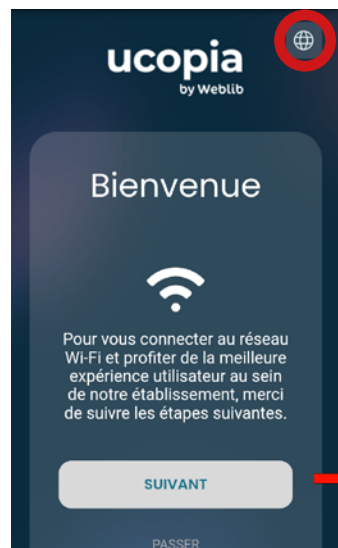 ucopia
by Weblib
Bienvenue
Pour vous connecter au réseau
Wi-Fi et profiter de la meilleure
expérience utilisateur au sein
de notre établissement, merci
de suivre les étapes suivantes.
SUIVANT
PASSER